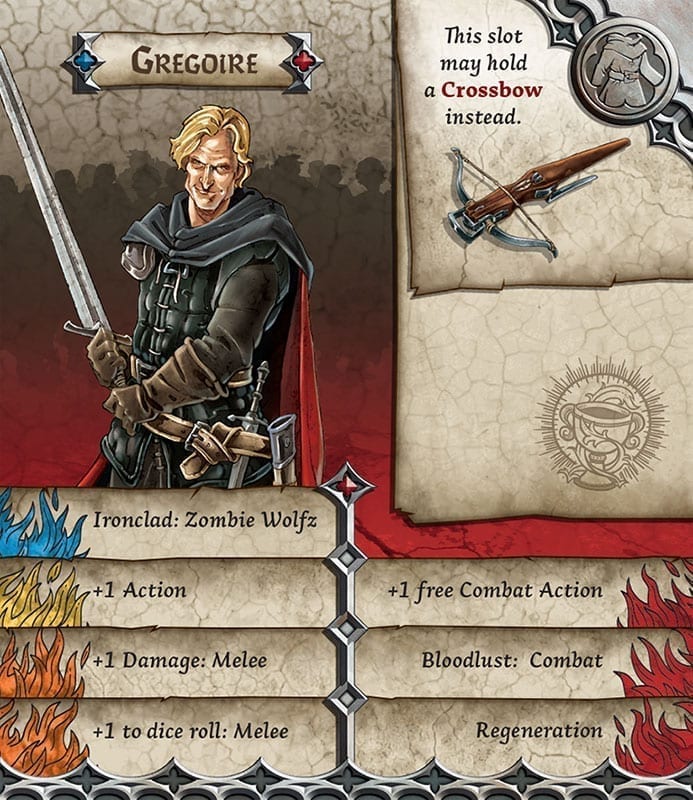 Gregoire
This slot
may hold
a Crossbow
instead.
Ironclad: Zombie Wolfz
+1 Action
+1 Damage: Melee
+1 to dice roll: Melee
+1 free Combat Action
Bloodlust: Combat
Regeneration